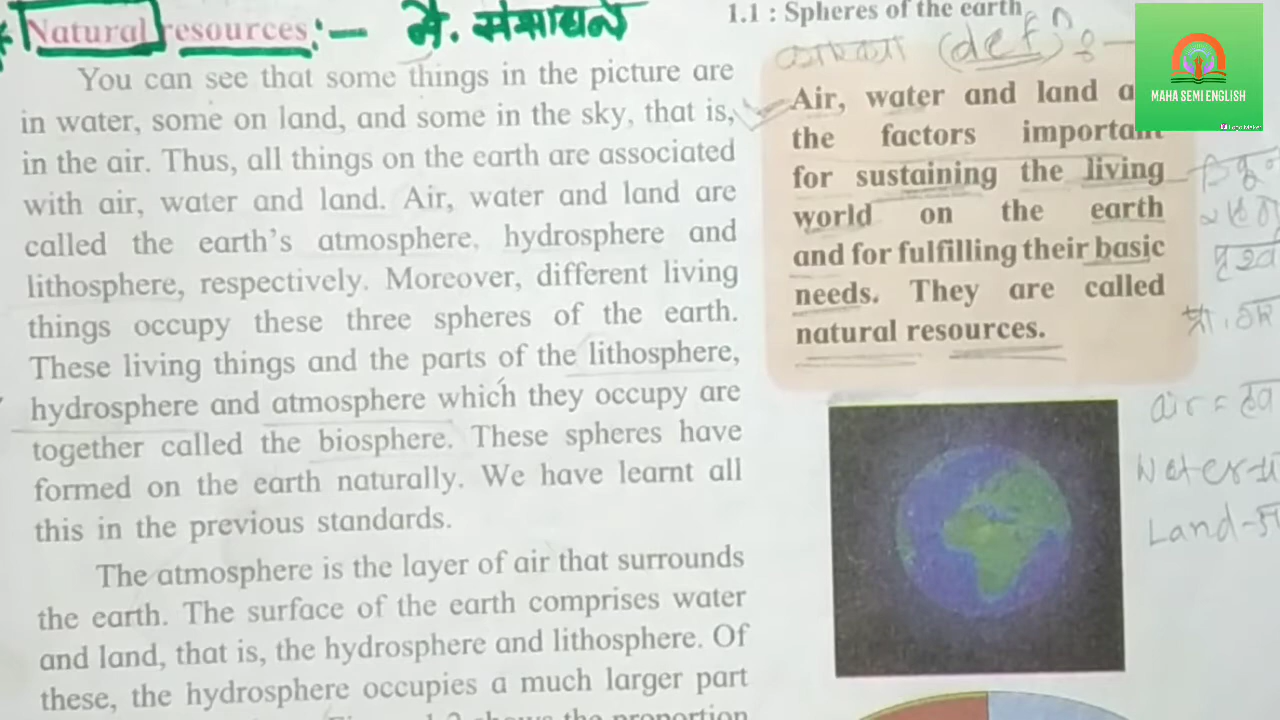 Natural resources :- नै. संसाधने
You can see that some things in the picture are
in water, some on land, and some in the sky, that is,
in the air. Thus, all things on the earth are associated
with air, water and land. Air, water and land are
called the earth's atmosphere, hydrosphere and
lithosphere, respectively. Moreover, different living
things occupy these three spheres of the earth.
These living things and the parts of the lithosphere,
hydrosphere and atmosphere which they occupy are
together called the biosphere. These spheres have
formed on the earth naturally. We have learnt all
this in the previous standards.
The atmosphere is the layer of air that surrounds
the earth. The surface of the earth comprises water
and land, that is, the hydrosphere and lithosphere. Of
these, the hydrosphere occupies a much larger part
the proportion
1.1 : Spheres of the earth
(defn) :-
Air, water and land a
the factors important
for sustaining the living
world on the earth
and for fulfilling their basic
needs. They are called
natural resources.
air = हवा
Water-
Land-
MAHA SEMI ENGLISH